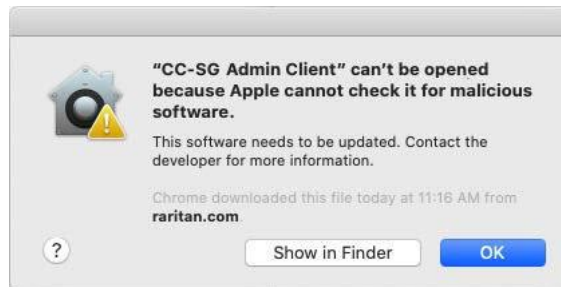 “CC-SG Admin Client” can’t be opened
because Apple cannot check it for malicious
software.
This software needs to be updated. Contact the
developer for more information.
Chrome downloaded this file today at 11:16 AM from
raritan.com
?
Show in Finder
OK